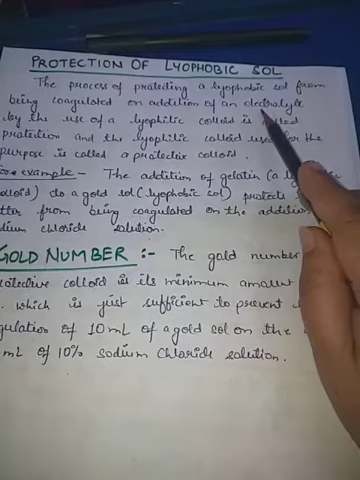 PROTECTION OF LYOPHOBIC SOL
The process of protecting a lyophobic sol from
being coagulated on addition of an electrolyte
by the use of a lyophilic colloid is called
protection and the lyophilic colloid used for the
purpose is called a protective colloid.
For example - The addition of gelatin (a
colloid) to a gold sol (lyophobic sol) protects
tter from being coagulated on the addition
dium chloride solution.
GOLD NUMBER :- The gold number
rotective colloid is its minimum amount
which is just sufficient to prevent
gulation of 10 mL of a gold sol on the
mL of 10% sodium chloride solution.